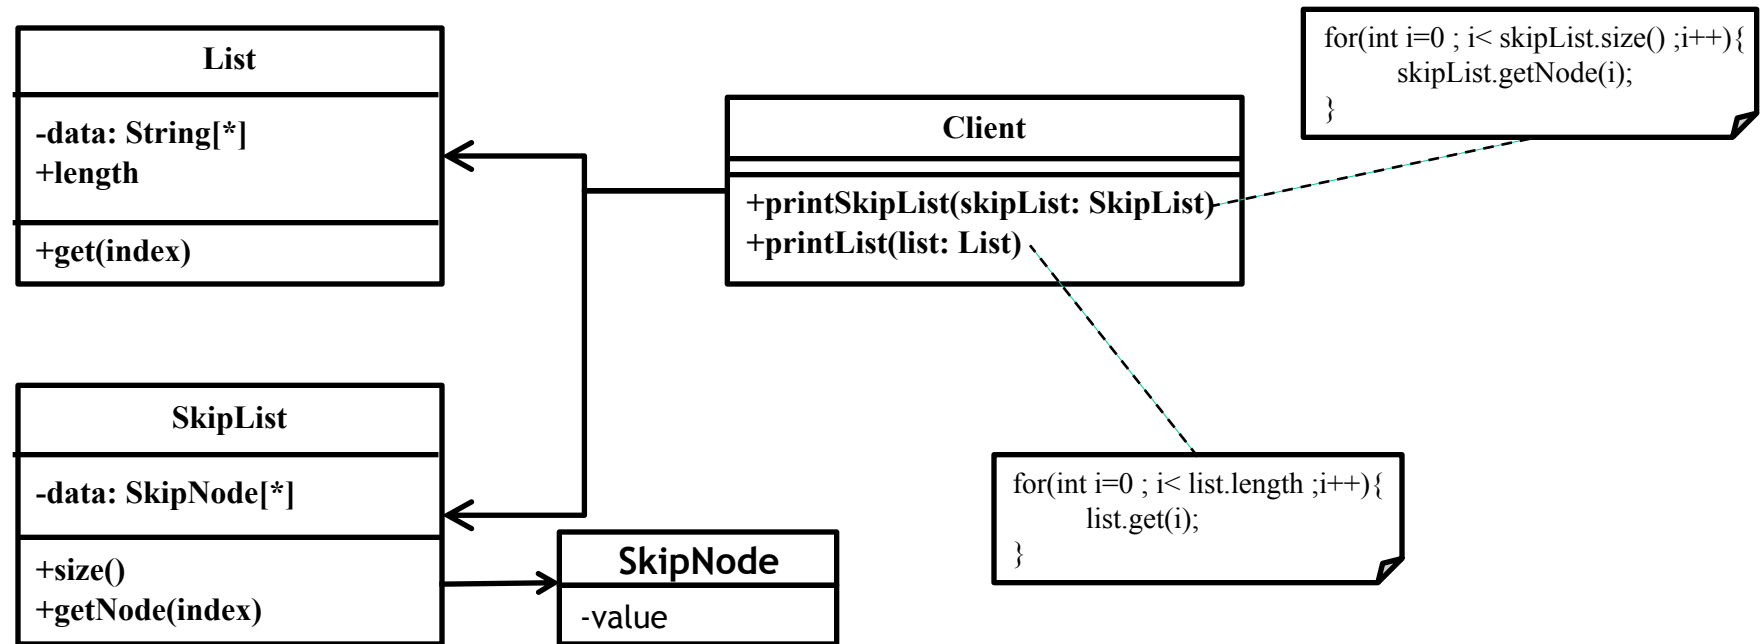 List
-data: String[*]
+length
+get(index)
Client
+printSkipList(skipList: SkipList)
+printList(list: List)
for(int i=0 ; i< skipList.size() ;i++){
skipList.getNode(i);
}
SkipList
-data: SkipNode[*]
+size()
+getNode(index)
SkipNode
-value
for(int i=0 ; i< list.length ;i++){
list.get(i);
}